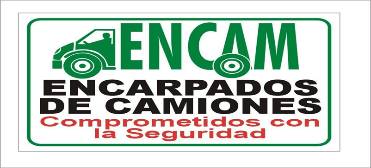 ENCAM
ENCARPADOS
DE CAMIONES
Comprometidos con
la Seguridad